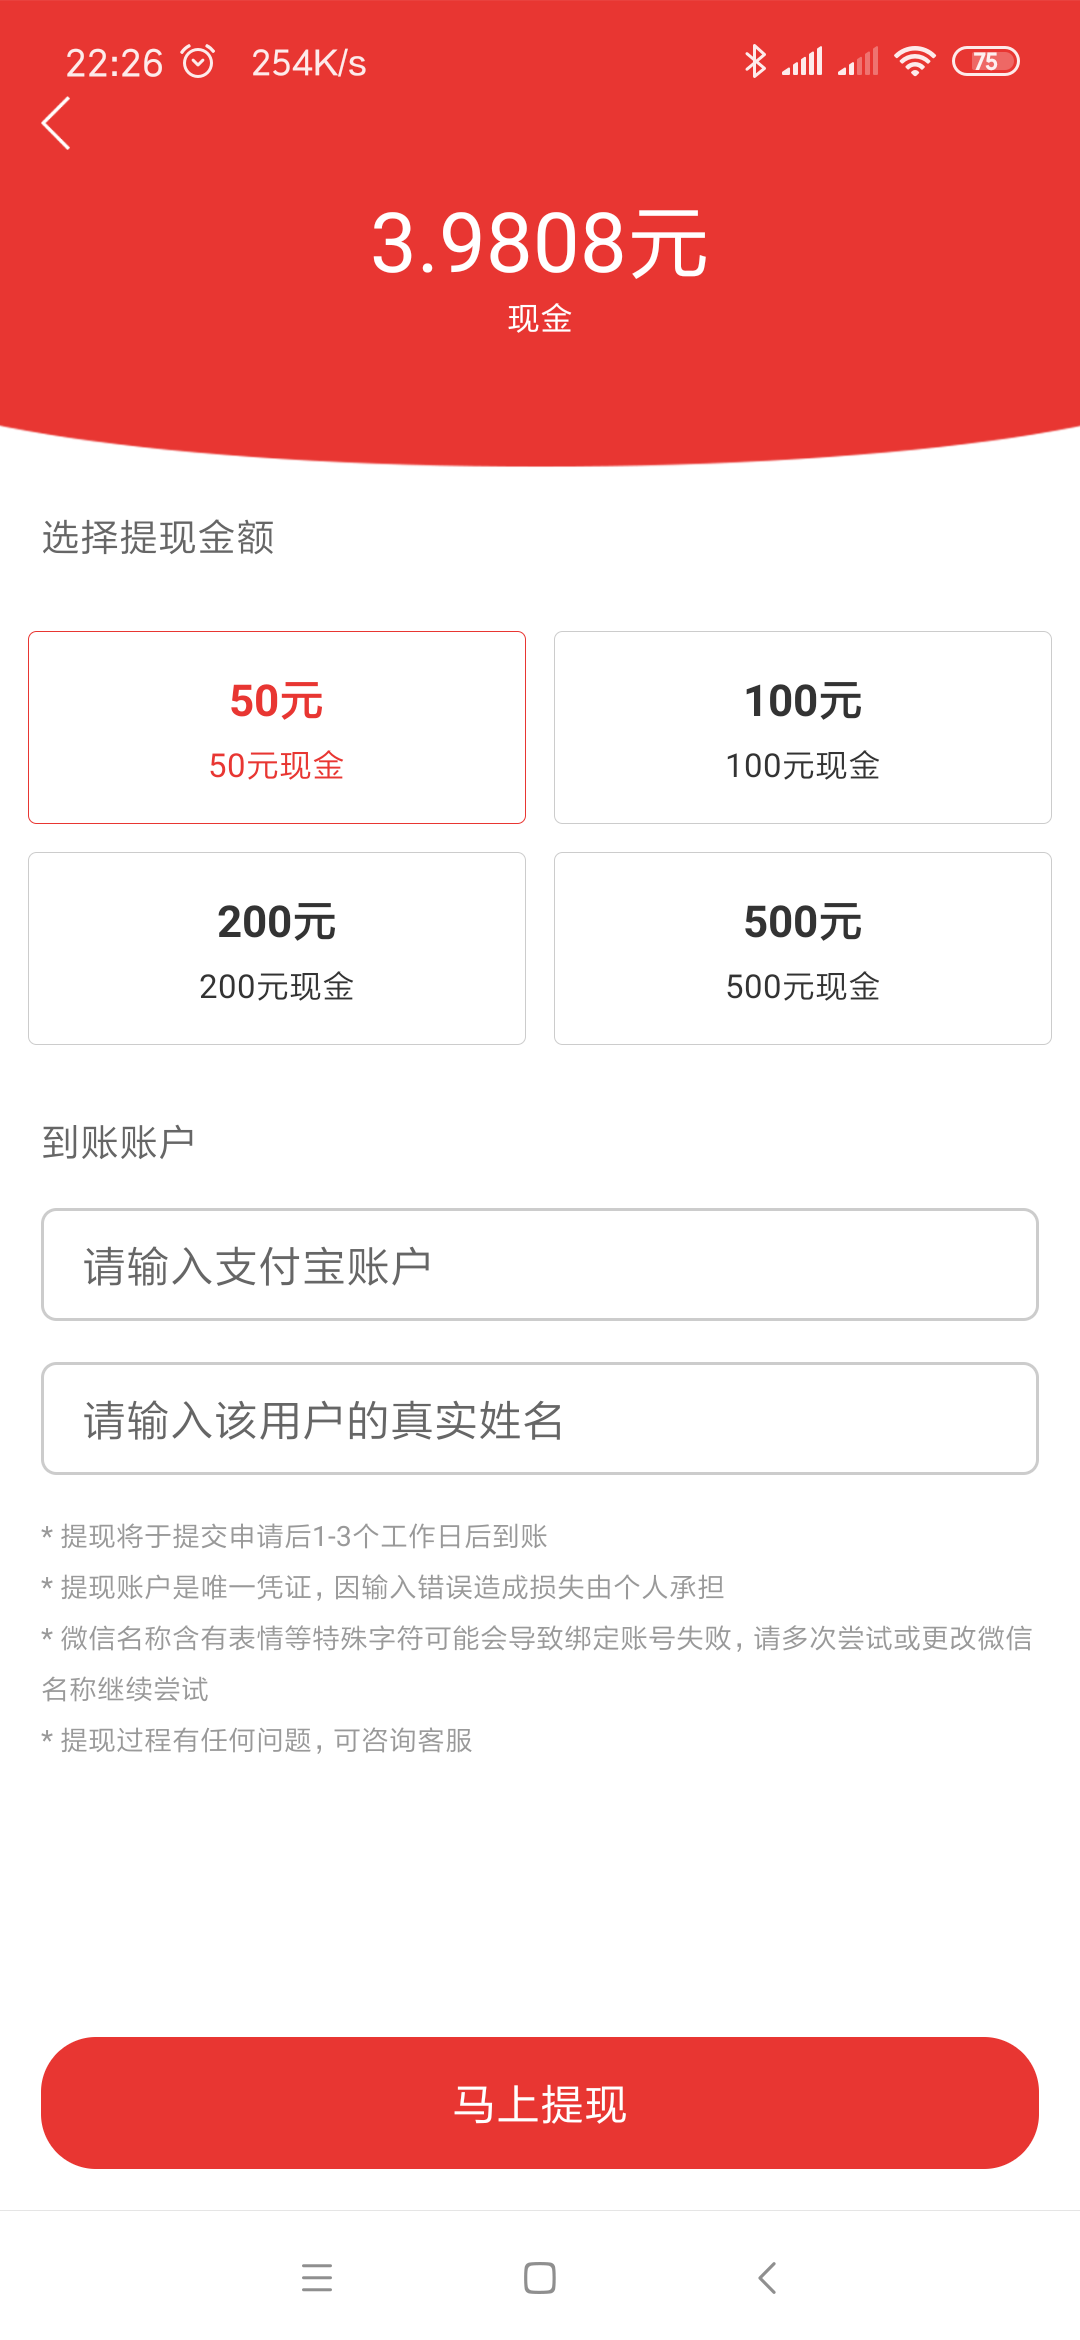 22:26 254K/s 75
3.9808元
现金
选择提现金额
50元 100元
50元现金 100元现金
200元 500元
200元现金 500元现金
到账账户
请输入支付宝账户
请输入该用户的真实姓名
* 提现将于提交申请后1-3个工作日后到账
* 提现账户是唯一凭证, 因输入错误造成损失由个人承担
* 微信名称含有表情等特殊字符可能会导致绑定账号失败, 请多次尝试或更改微信
名称继续尝试
* 提现过程有任何问题, 可咨询客服
马上提现